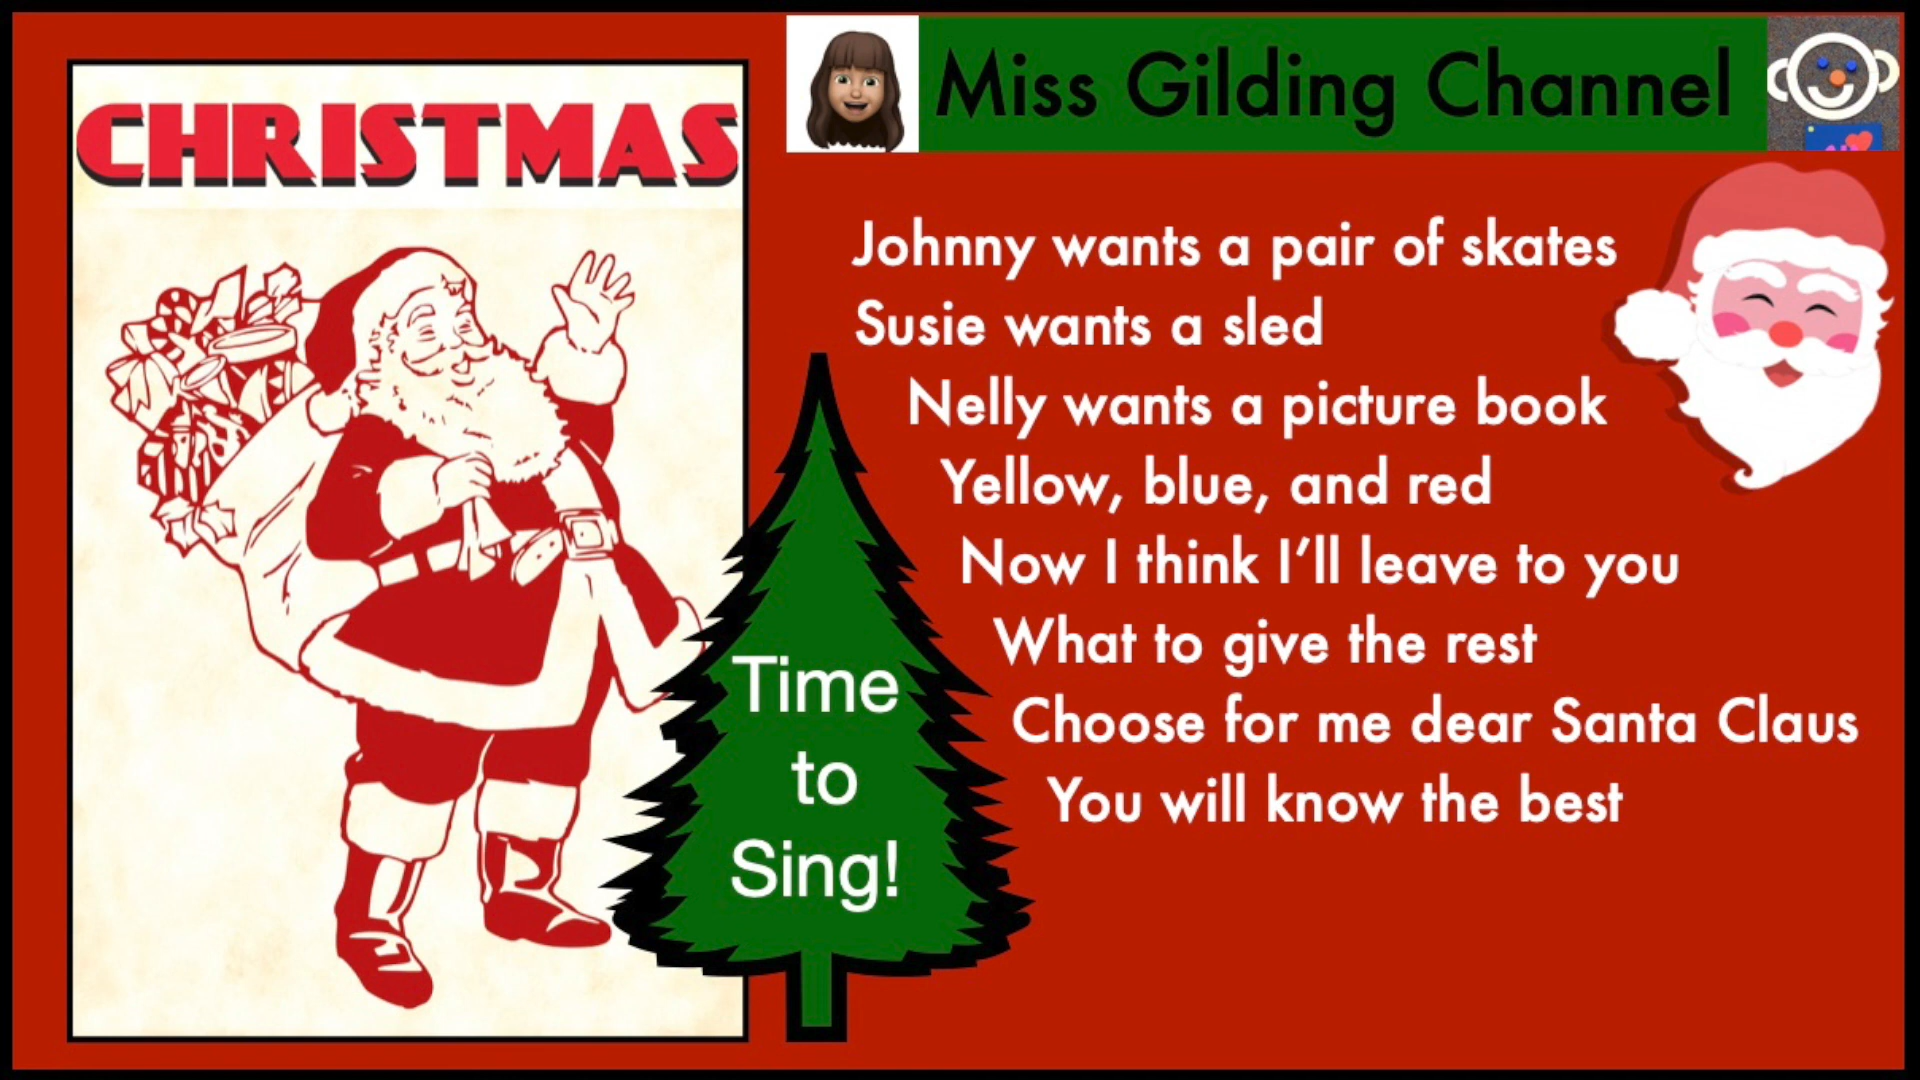 CHRISTMAS
Miss Gilding Channel
Johnny wants a pair of skates
Susie wants a sled
Nelly wants a picture book
Yellow, blue, and red
Now I think I’ll leave to you
What to give the rest
Choose for me dear Santa Claus
You will know the best
Time
to
Sing!